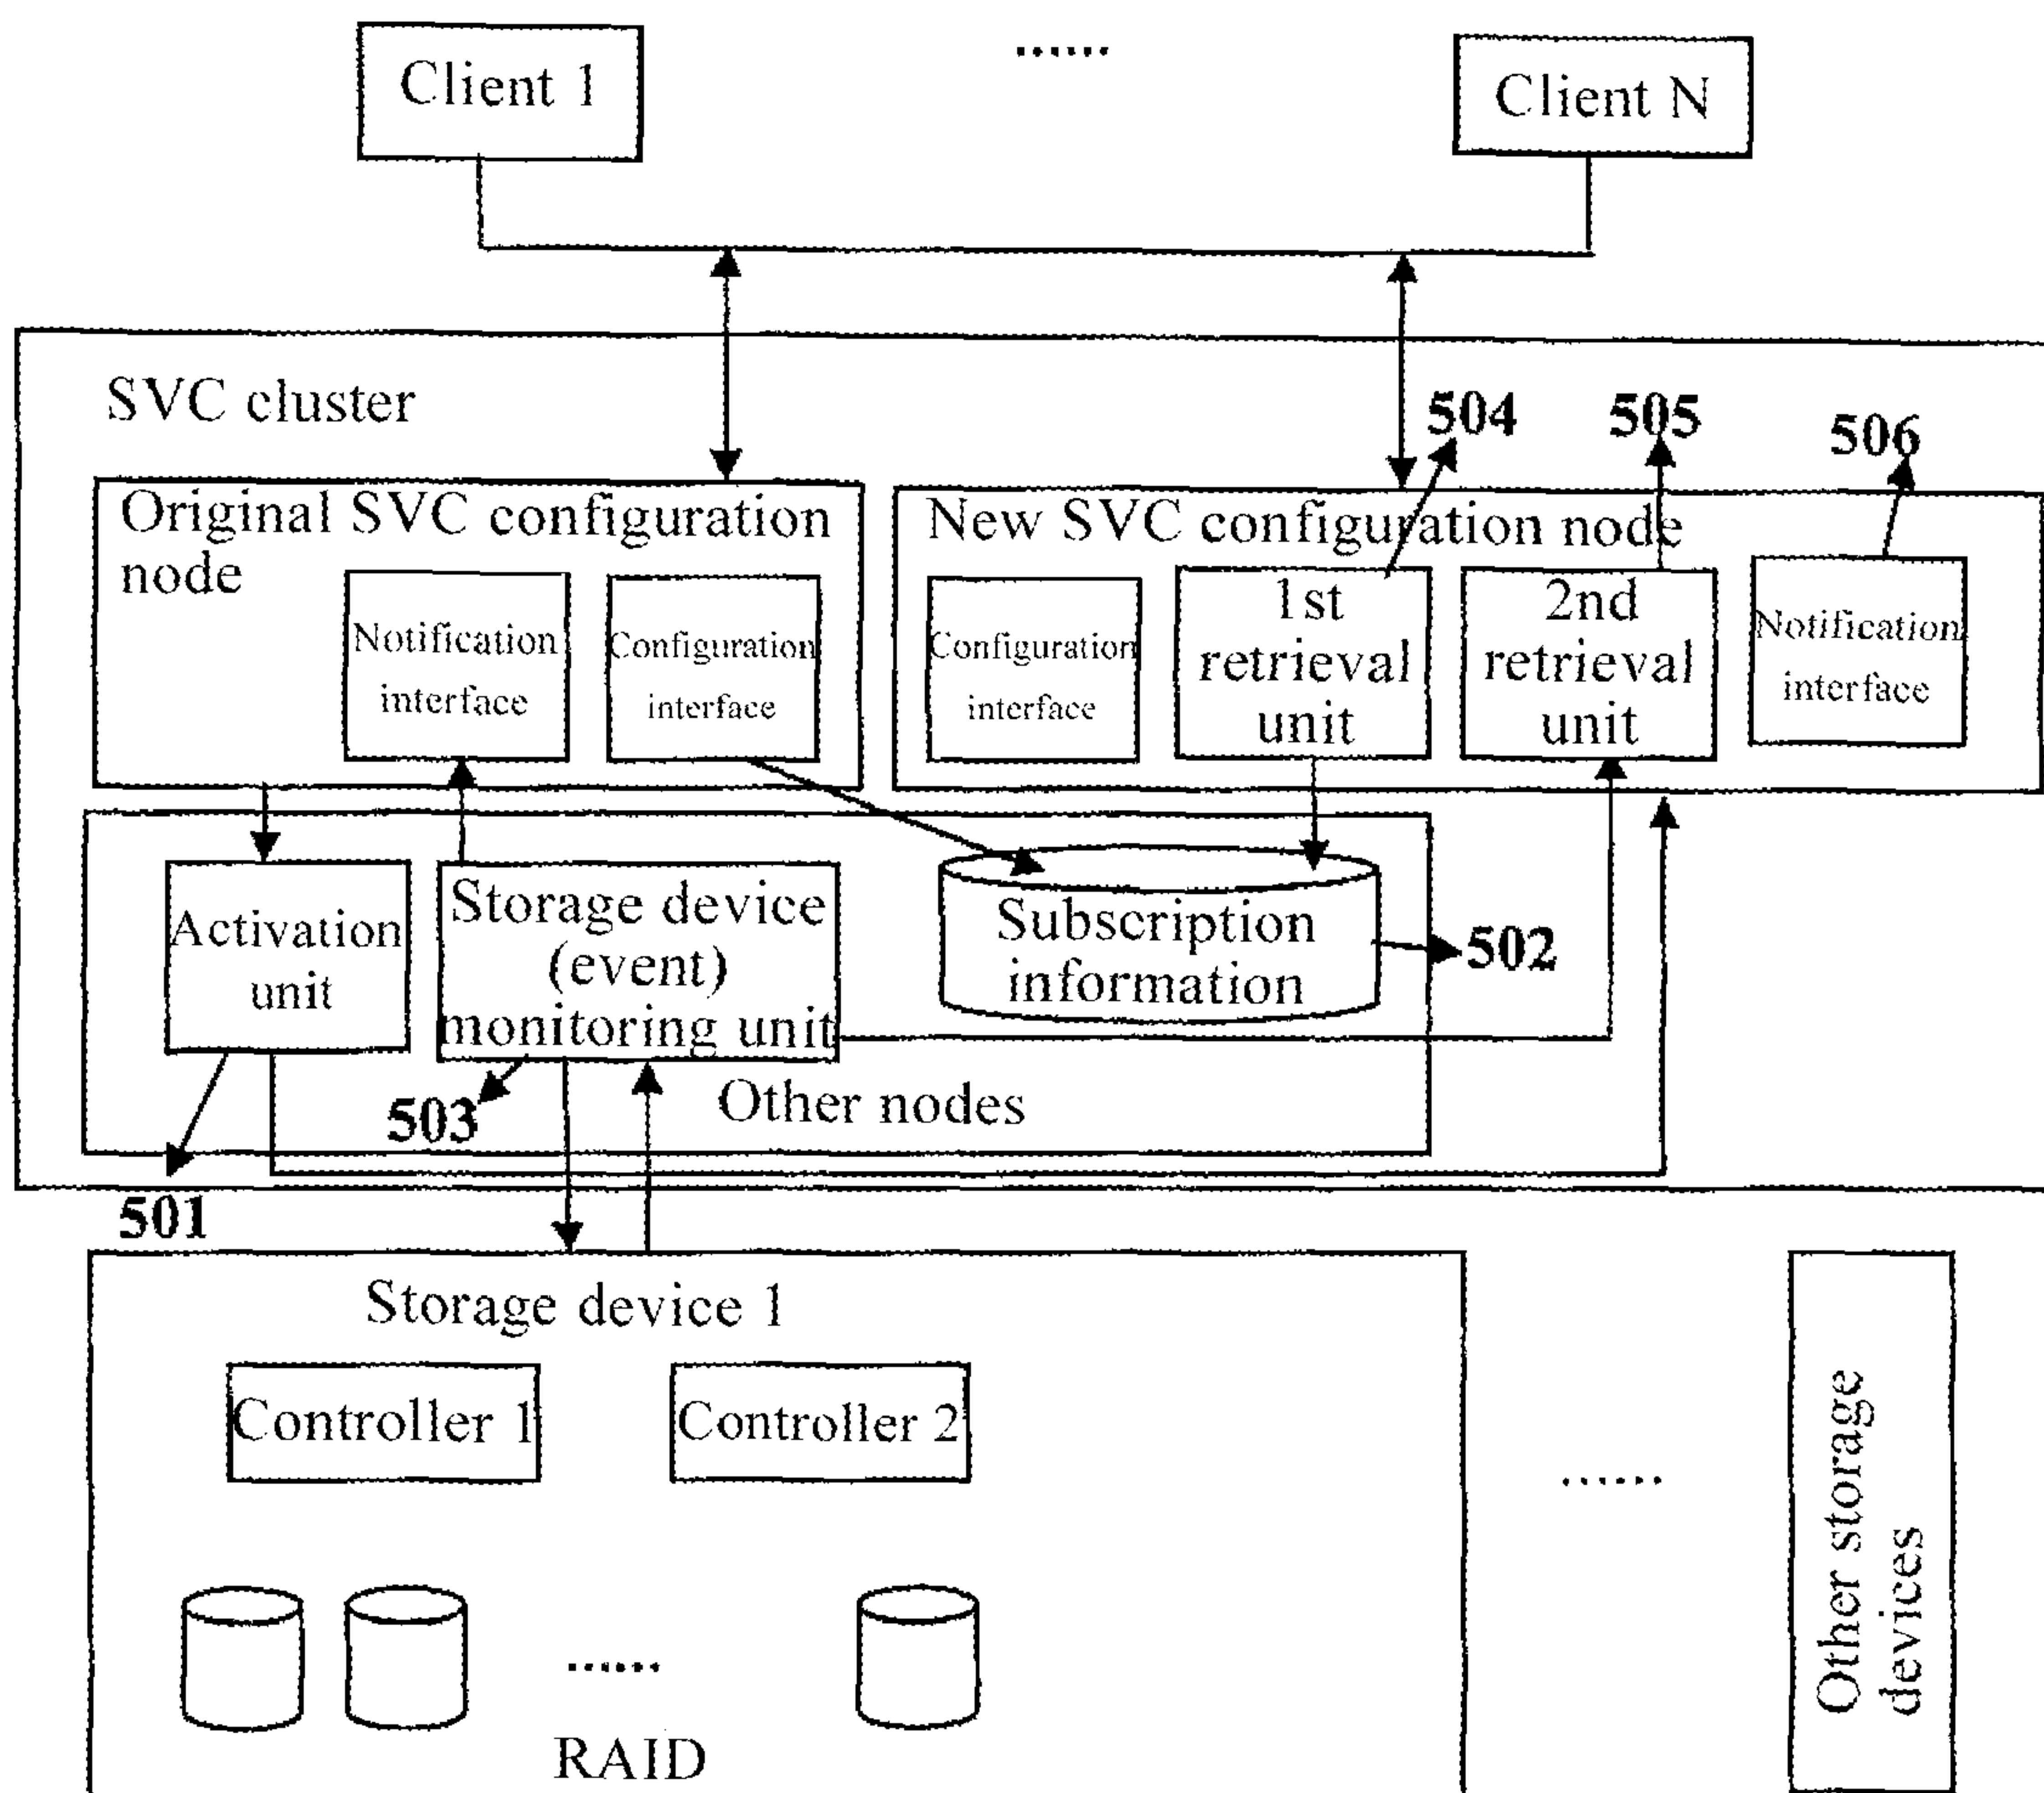 Client 1
......
Client N
SVC cluster
504
505
506
Original SVC configuration
node
Notification
interface
Configuration
interface
New SVC configuration node
Configuration
interface
1st
retrieval
unit
2nd
retrieval
unit
Notification
interface
Activation
unit
Storage device
(event)
monitoring unit
Subscription
information
502
503
Other nodes
501
Storage device 1
Controller 1
Controller 2
......
Other storage
devices
......
RAID